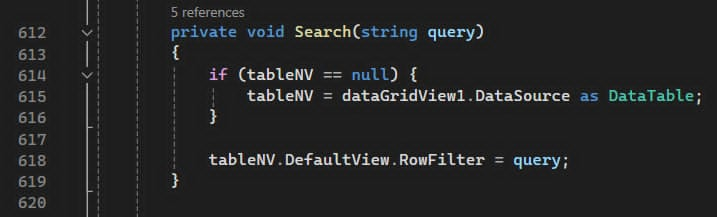 5 references
612 private void Search(string query)
613 {
614 if (tableNV == null) {
615 tableNV = dataGridView1.DataSource as DataTable;
616 }
617
618 tableNV.DefaultView.RowFilter = query;
619 }
620